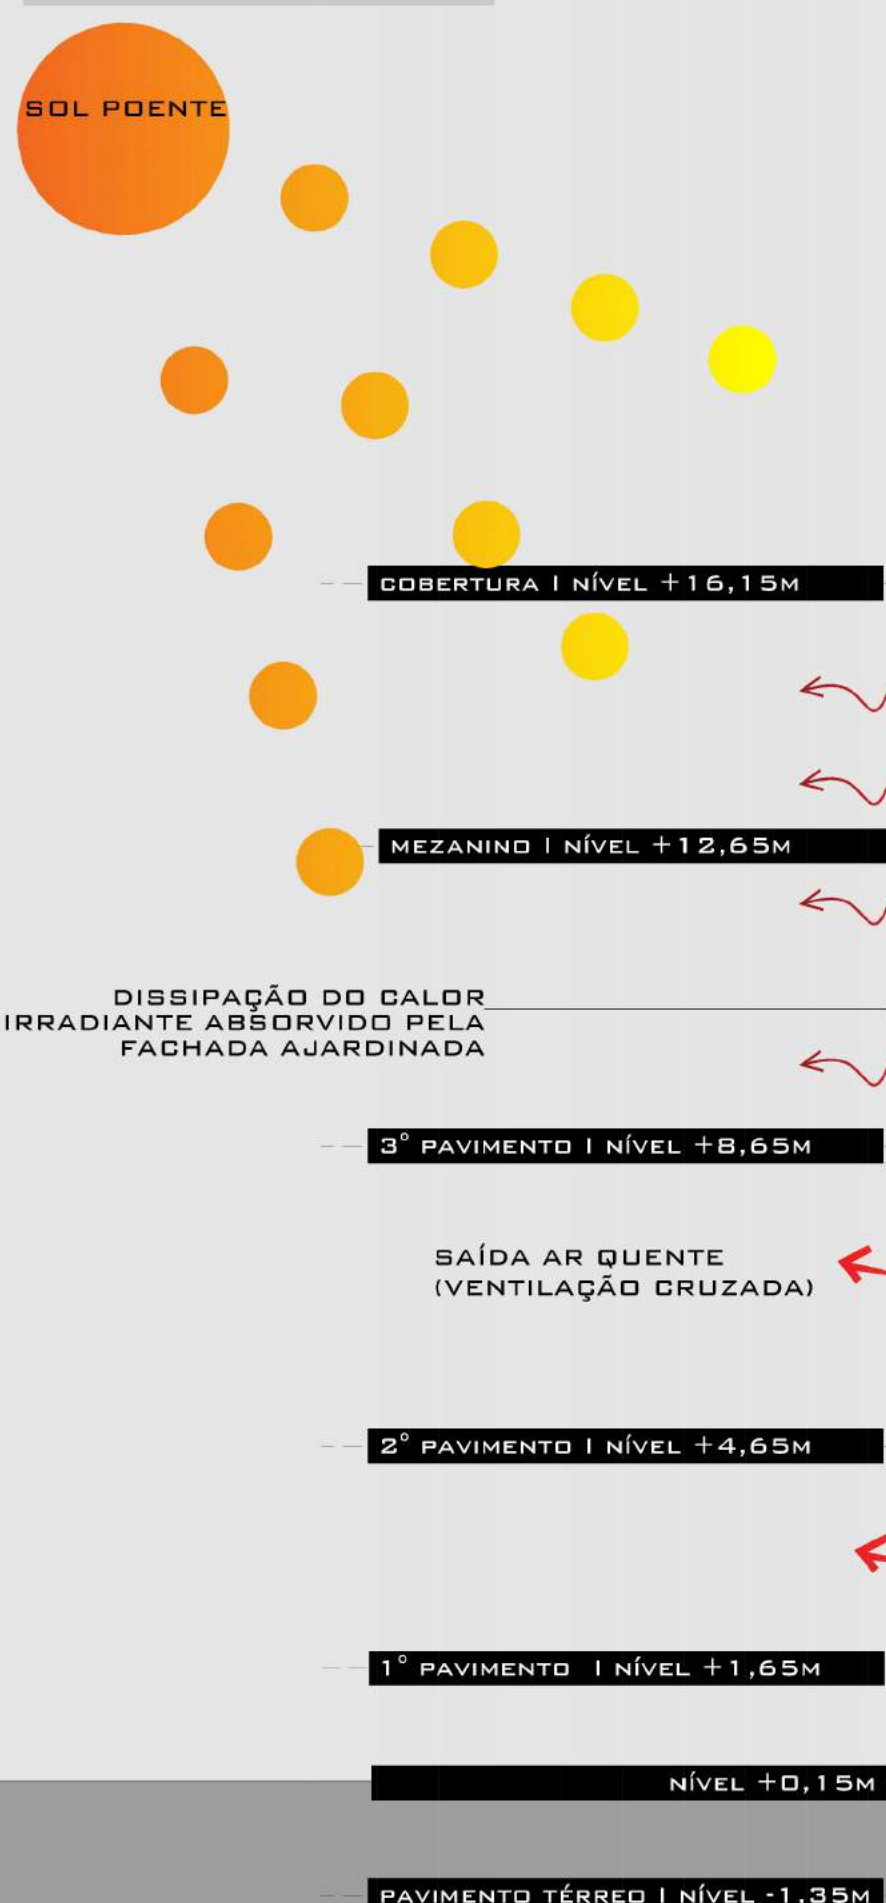 SOL POENTE
COBERTURA | NÍVEL +16,15M
MEZANINO | NÍVEL +12,65M
DISSIPAÇÃO DO CALOR
IRRADIANTE ABSORVIDO PELA
FACHADA AJARDINADA
3° PAVIMENTO | NÍVEL +8,65M
SAÍDA AR QUENTE
(VENTILAÇÃO CRUZADA)
2° PAVIMENTO | NÍVEL +4,65M
1° PAVIMENTO | NÍVEL +1,65M
NÍVEL +0,15M
PAVIMENTO TÉRREO | NÍVEL -1,35M